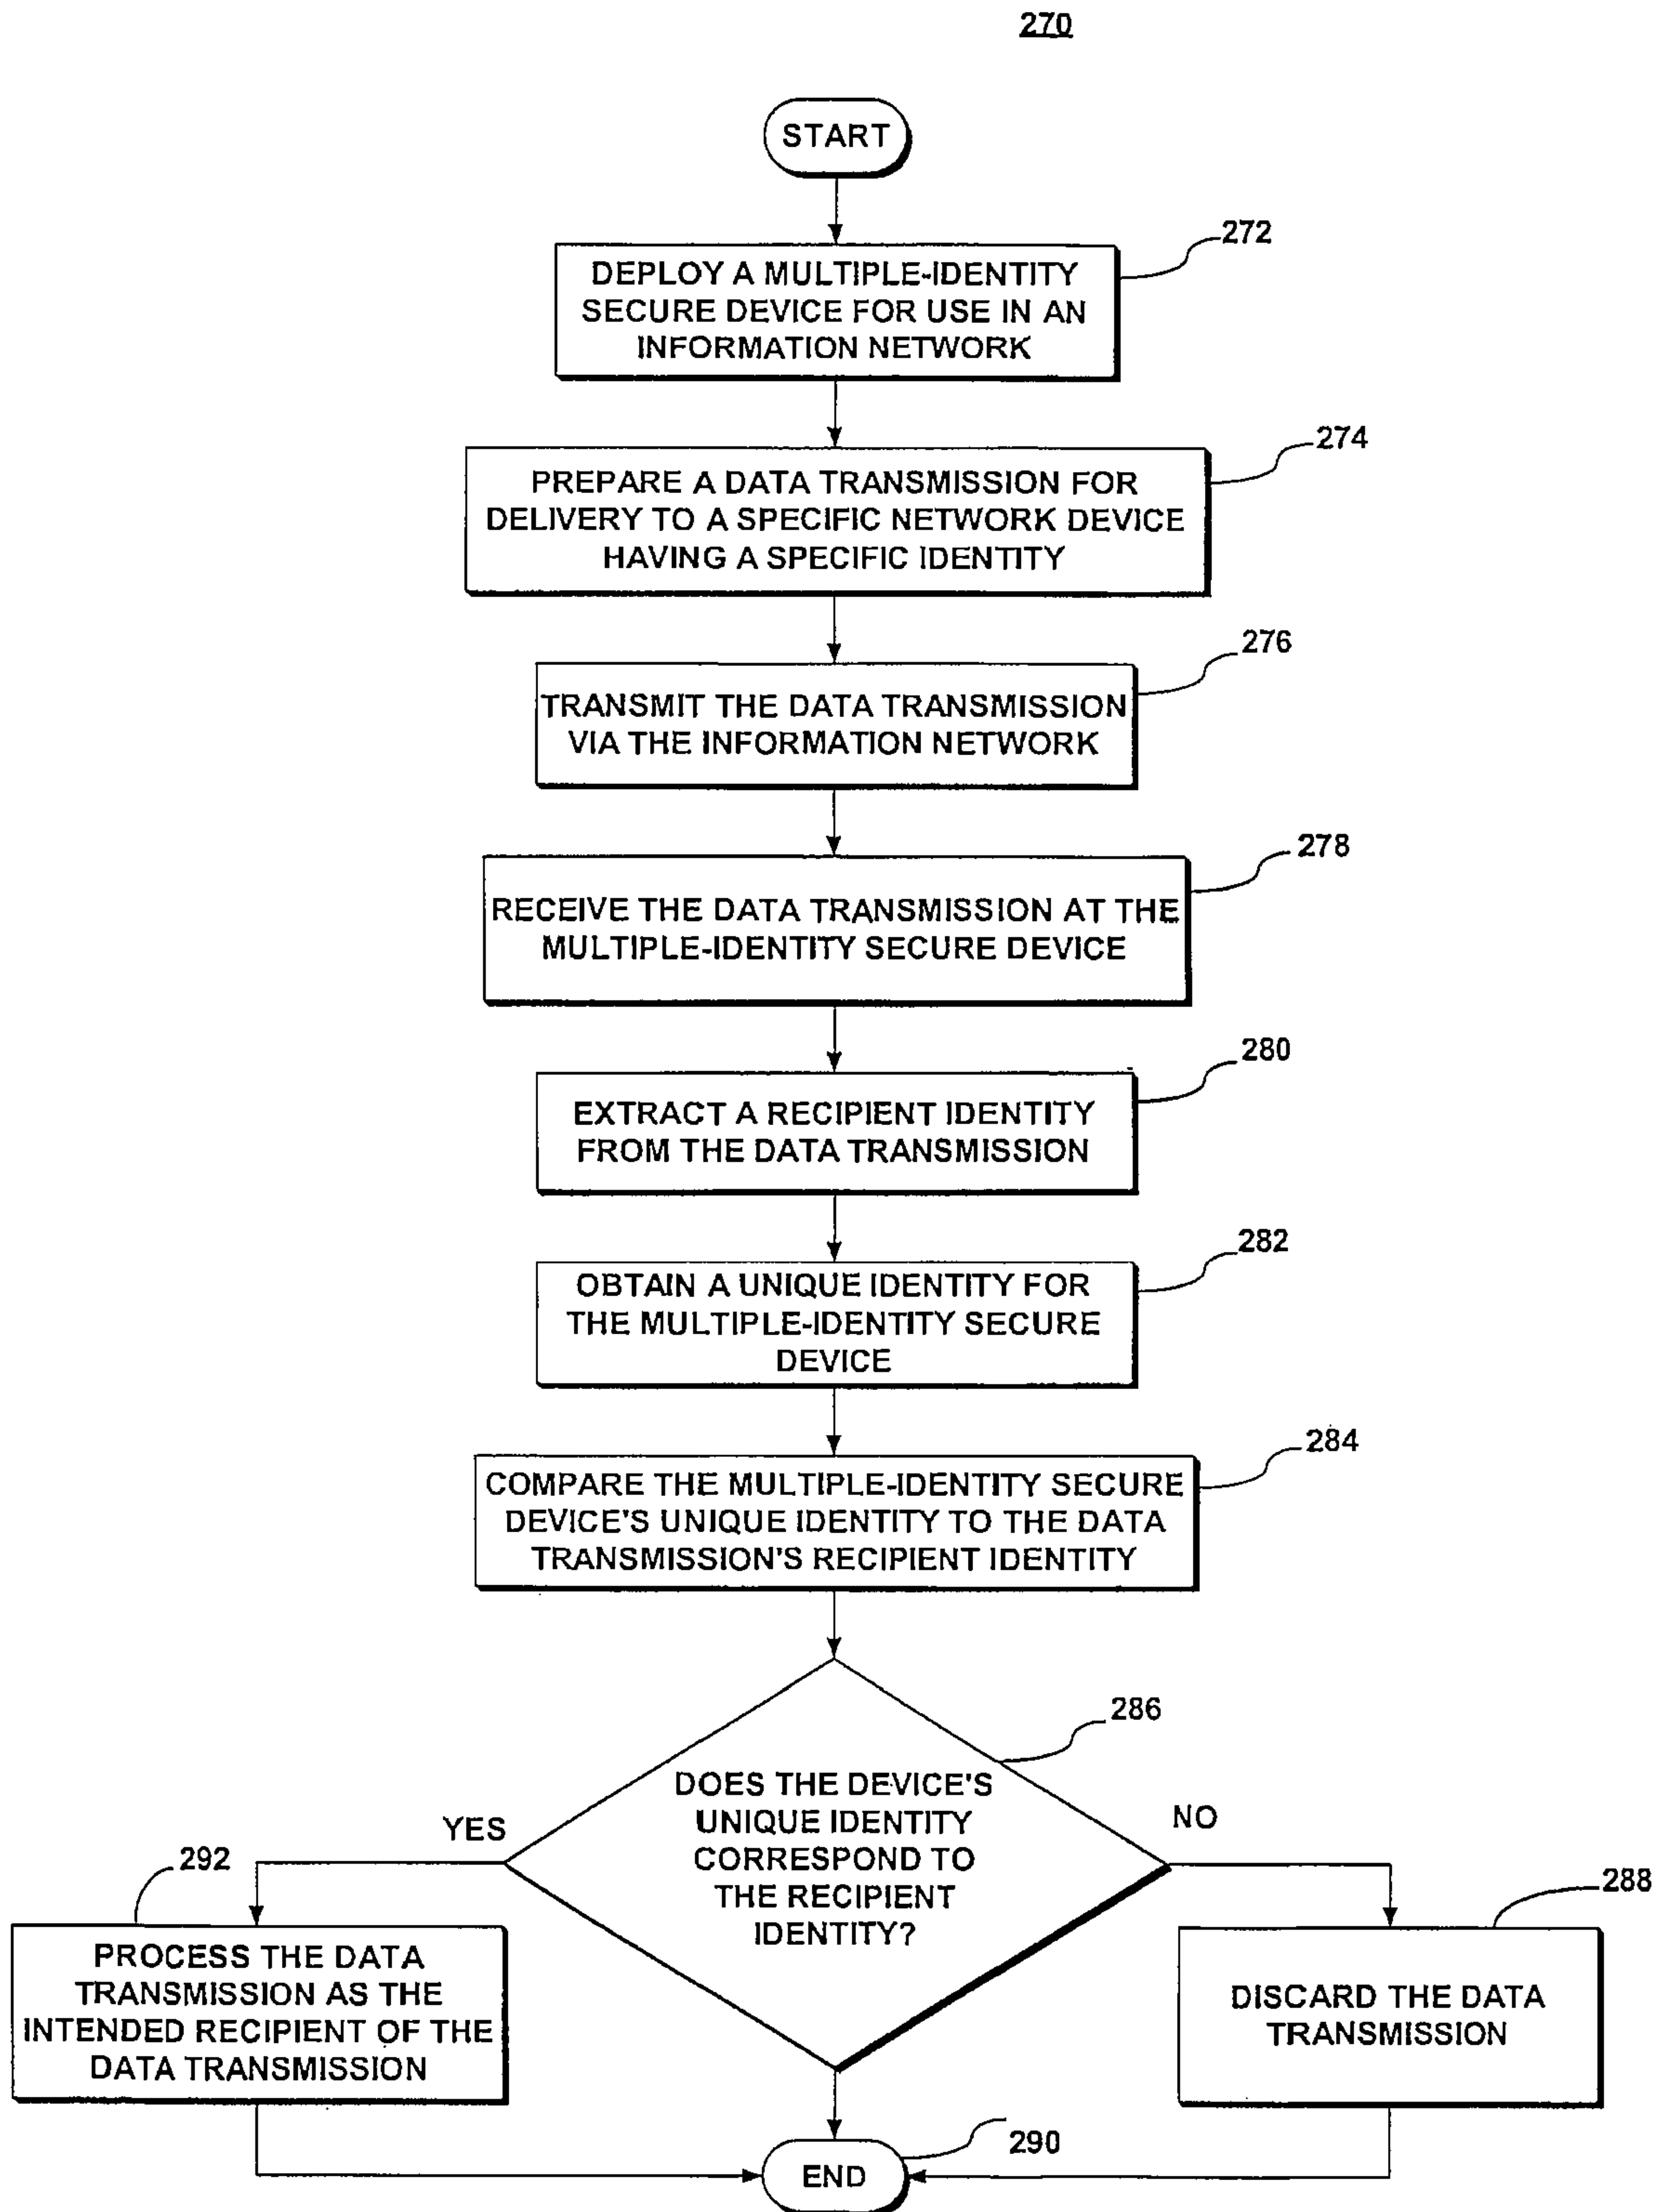 270
START
272
DEPLOY A MULTIPLE-IDENTITY
SECURE DEVICE FOR USE IN AN
INFORMATION NETWORK
274
PREPARE A DATA TRANSMISSION FOR
DELIVERY TO A SPECIFIC NETWORK DEVICE
HAVING A SPECIFIC IDENTITY
276
TRANSMIT THE DATA TRANSMISSION
VIA THE INFORMATION NETWORK
278
RECEIVE THE DATA TRANSMISSION AT THE
MULTIPLE-IDENTITY SECURE DEVICE
280
EXTRACT A RECIPIENT IDENTITY
FROM THE DATA TRANSMISSION
282
OBTAIN A UNIQUE IDENTITY FOR
THE MULTIPLE-IDENTITY SECURE
DEVICE
284
COMPARE THE MULTIPLE-IDENTITY SECURE
DEVICE'S UNIQUE IDENTITY TO THE DATA
TRANSMISSION'S RECIPIENT IDENTITY
286
DOES THE DEVICE'S
UNIQUE IDENTITY
CORRESPOND TO
THE RECIPIENT
IDENTITY?
YES
NO
292
PROCESS THE DATA
TRANSMISSION AS THE
INTENDED RECIPIENT OF THE
DATA TRANSMISSION
288
DISCARD THE DATA
TRANSMISSION
290
END